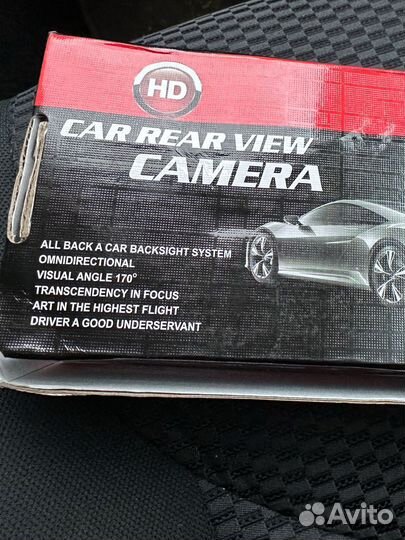 HD
CAR REAR VIEW
CAMERA
ALL BACK A CAR BACKSIGHT SYSTEM
OMNIDIRECTIONAL
VISUAL ANGLE 170°
TRANSCENDENCY IN FOCUS
ART IN THE HIGHEST FLIGHT
DRIVER A GOOD UNDERSERVANT
Avito